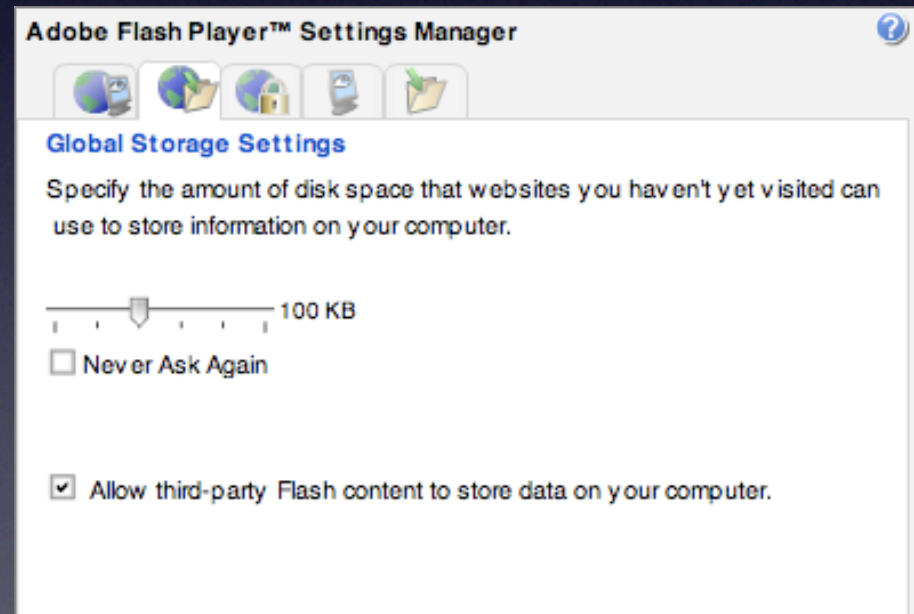 Adobe Flash Player™ Settings Manager
?
Global Storage Settings
Specify the amount of disk space that websites you haven't yet visited can
use to store information on your computer.
100 KB
Never Ask Again
Allow third-party Flash content to store data on your computer.